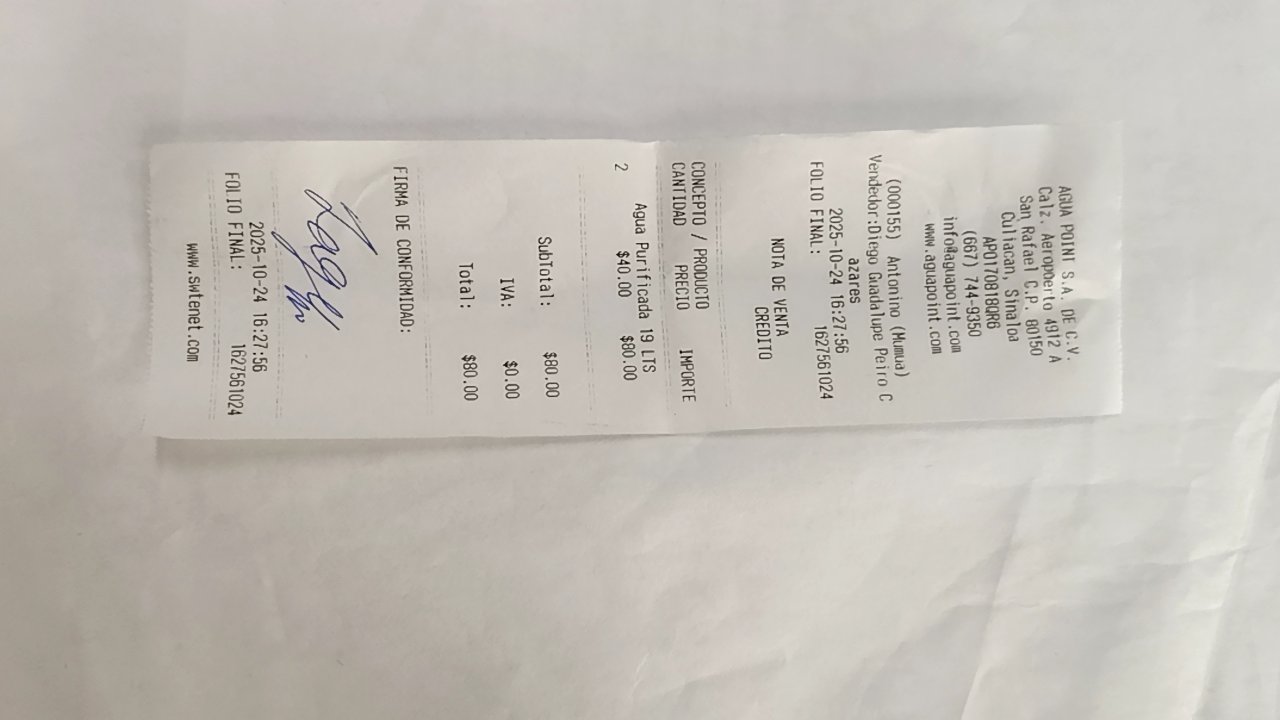 AGUA POINT S.A. DE C.V.
Calz. Aeropuerto 4912 A
San Rafael C.P. 80150
Culiacan, Sinaloa
APO170818QR6
(667) 744-9350
info@aguapoint.com
www.aguapoint.com
(000155) Antonino (Mumua)
Vendedor:Diego Guadalupe Peiro C
azares
2025-10-24 16:27:56
FOLIO FINAL: 1627561024
NOTA DE VENTA
CREDITO
CONCEPTO / PRODUCTO
CANTIDAD PRECIO IMPORTE
Agua Purificada 19 LTS
2 $40.00 $80.00
SubTotal: $80.00
IVA: $0.00
Total: $80.00
FIRMA DE CONFORMIDAD:
2025-10-24 16:27:56
FOLIO FINAL: 1627561024
www.swtenet.com